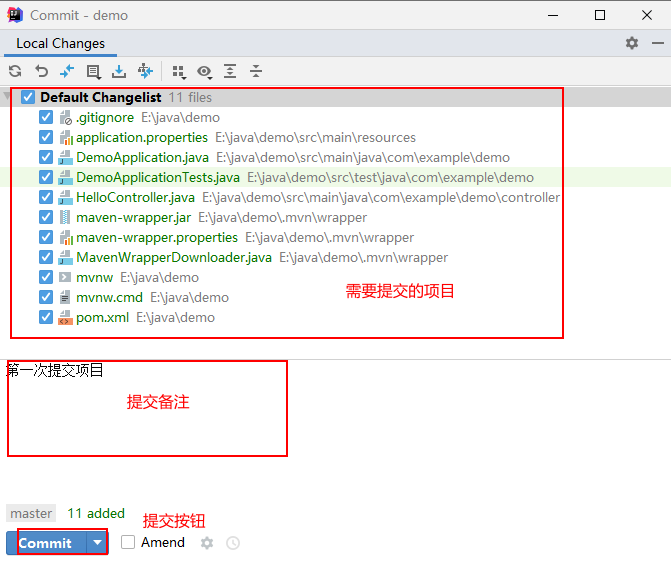 Commit - demo
Local Changes
Default Changelist 11 files
.gitignore E:\java\demo
application.properties E:\java\demo\src\main\resources
DemoApplication.java E:\java\demo\src\main\java\com\example\demo
DemoApplicationTests.java E:\java\demo\src\test\java\com\example\demo
HelloController.java E:\java\demo\src\main\java\com\example\demo\controller
maven-wrapper.jar E:\java\demo\.mvn\wrapper
maven-wrapper.properties E:\java\demo\.mvn\wrapper
MavenWrapperDownloader.java E:\java\demo\.mvn\wrapper
mvnw E:\java\demo
mvnw.cmd E:\java\demo
pom.xml E:\java\demo
需要提交的项目
第一次提交项目
提交备注
master 11 added
提交按钮
Commit Amend